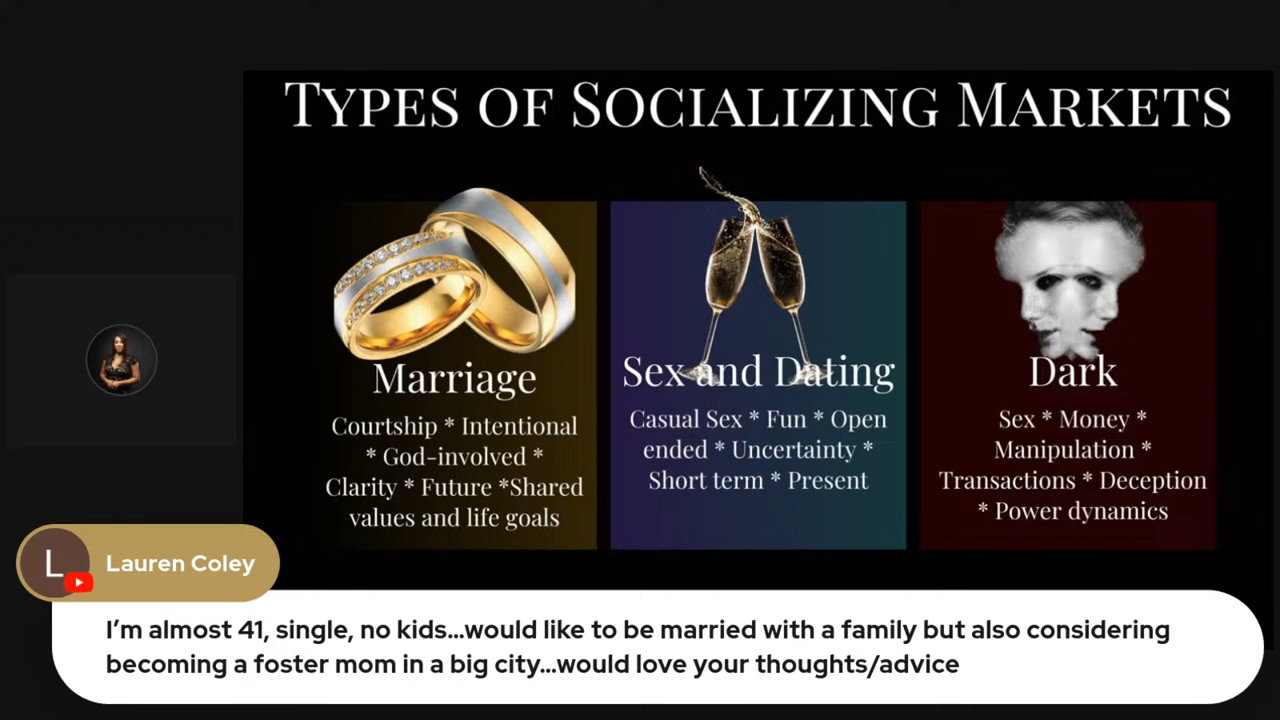 TYPES OF SOCIALIZING MARKETS
Marriage
Courtship * Intentional
* God-involved *
Clarity * Future *Shared
values and life goals
Sex and Dating
Casual Sex * Fun * Open
ended * Uncertainty *
Short term * Present
Dark
Sex * Money *
Manipulation *
Transactions * Deception
* Power dynamics
L
Lauren Coley
I’m almost 41, single, no kids...would like to be married with a family but also considering
becoming a foster mom in a big city...would love your thoughts/advice